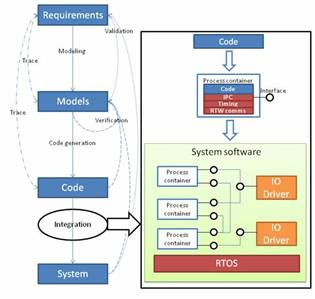 Requirements
Validation
Modeling
Trace
Models
Trace
Verification
Code generation
Code
Integration
System
Code
Process container
Code
IPC
Timing
RTW comms
Interface
System software
Process
container
IO
Driver
Process
container
Process
container
IO
Driver
RTOS